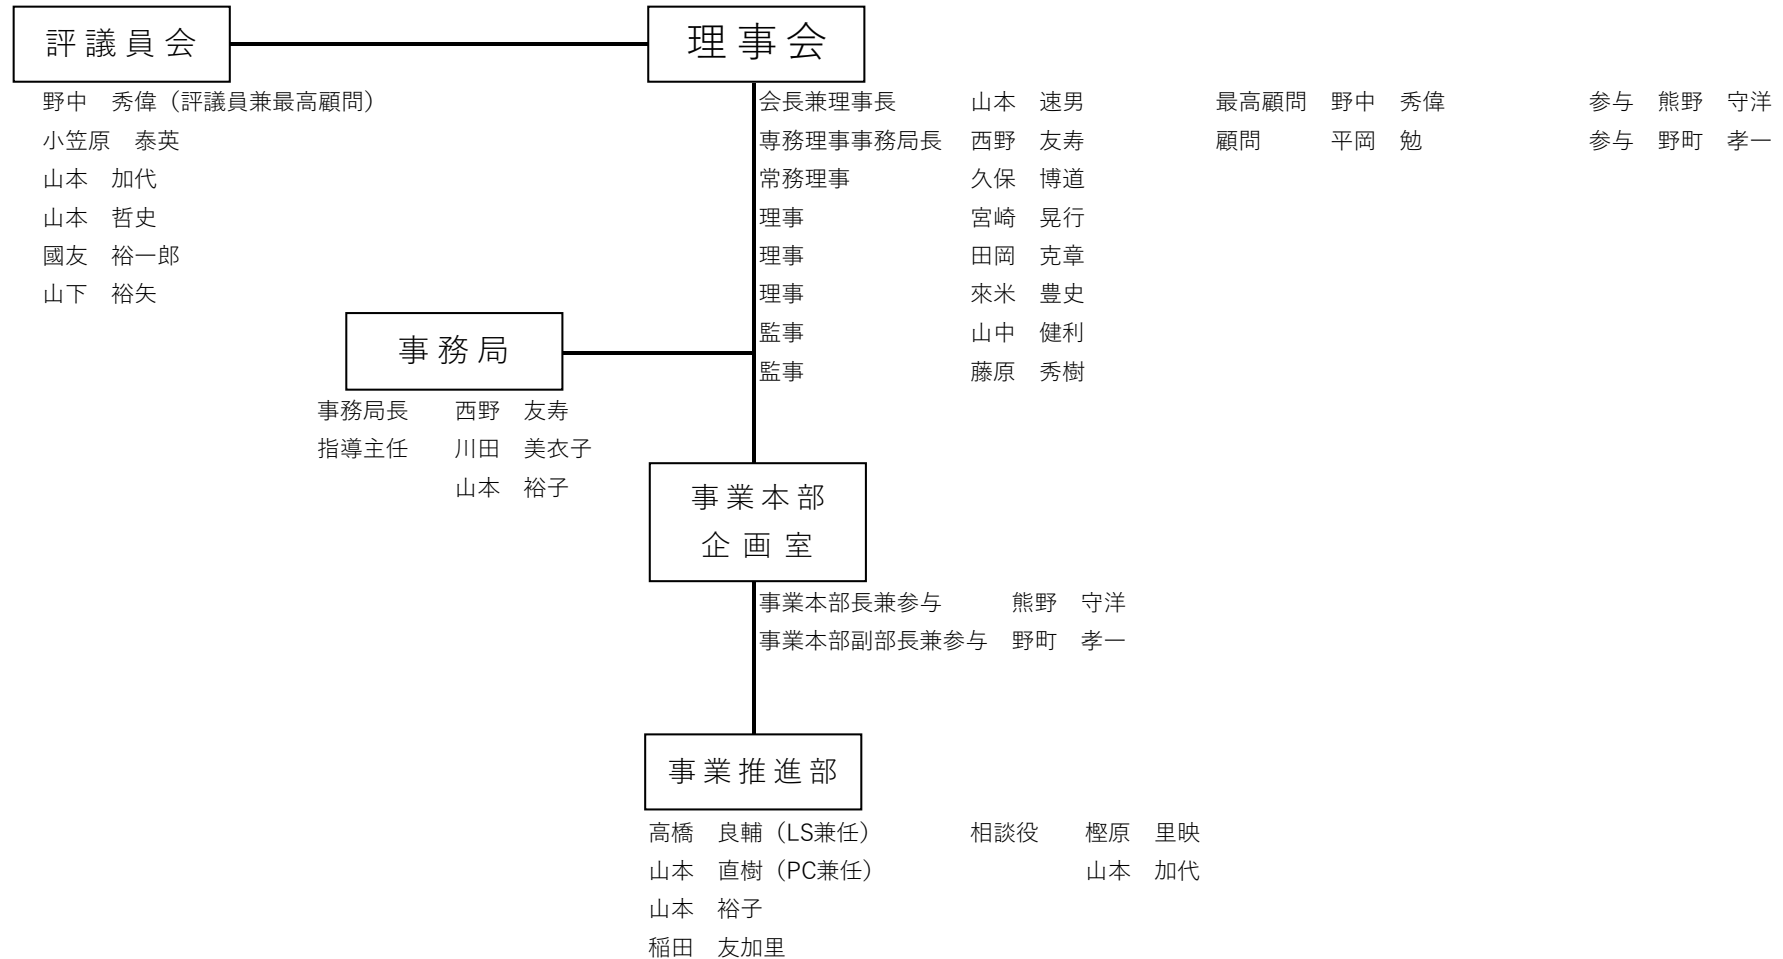 評議員会
理事会
野中　秀偉（評議員兼最高顧問）
小笠原　泰英
山本　加代
山本　哲史
國友　裕一郎
山下　裕矢
会長兼理事長　山本　速男　最高顧問　野中　秀偉　参与　熊野　守洋
専務理事事務局長　西野　友寿　顧問　平岡　勉　参与　野町　孝一
常務理事　久保　博道
理事　宮崎　晃行
理事　田岡　克章
理事　來米　豊史
監事　山中　健利
監事　藤原　秀樹
事務局
事務局長　西野　友寿
指導主任　川田　美衣子
山本　裕子
事業本部
企画室
事業本部長兼参与　熊野　守洋
事業本部副部長兼参与　野町　孝一
事業推進部
高橋　良輔（LS兼任）　相談役　樫原　里映
山本　直樹（PC兼任）　山本　加代
山本　裕子
稲田　友加里